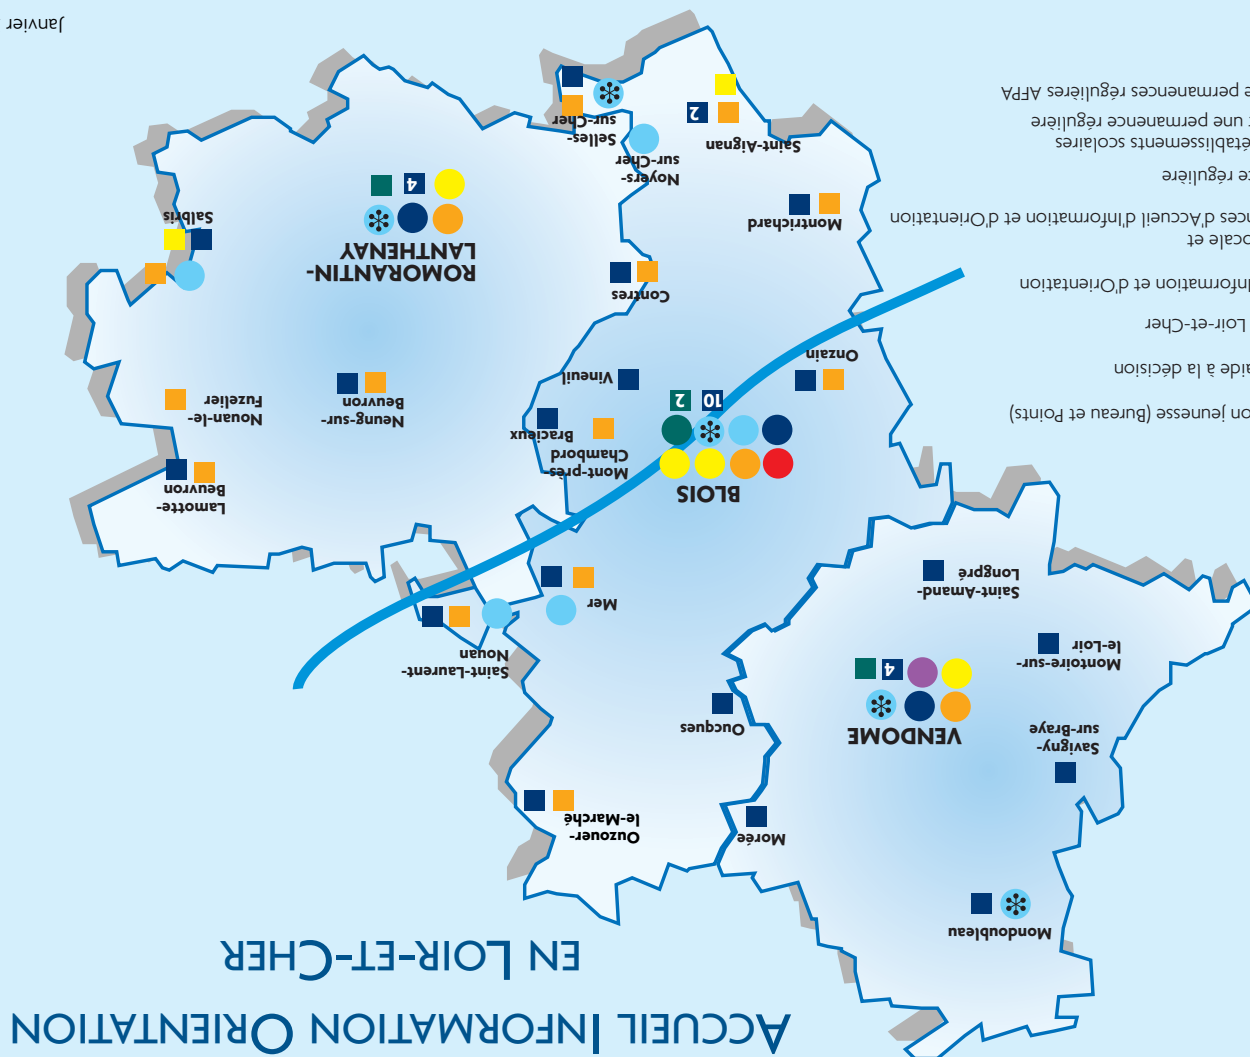 ACCUEIL INFORMATION ORIENTATION
EN LOIR-ET-CHER
Mondoubleau
Morée
Ouzouer-
le-Marché
Savigny-
sur-Braye
VENDOME
4
Oucques
Montoire-sur-
le-Loir
Saint-Laurent-
Nouan
Saint-Amand-
Longpré
Mer
BLOIS
10
2
Lamotte-
Beuvron
Mont-près-
Chambord
Bracieux
Neung-sur-
Beuvron
Nouan-le-
Fuzelier
Vineuil
Onzain
Contres
ROMORANTIN-
LANTHENAY
4
Salbris
Montrichard
Noyers-
sur-Cher
Saint-Aignan
2
Selles-
sur-Cher
on jeunesse (Bureau et Points)
aide à la décision
Loir-et-Cher
Information et d'Orientation
ocale et
ces d'Accueil d'Information et d'Orientation
ce régulière
établissements scolaires
t une permanence régulière
e permanences régulières AFPA
Janvier